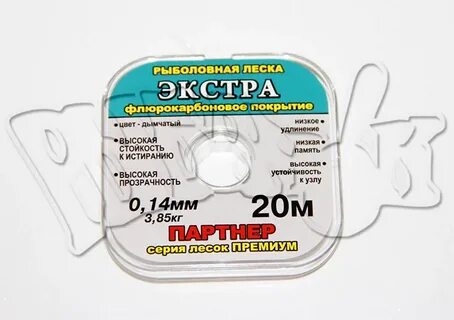 РЫБОЛОВНАЯ ЛЕСКА
ЭКСТРА
флюрокарбоновое покрытие
цвет - дымчатый
ВЫСОКАЯ
СТОЙКОСТЬ
К ИСТИРАНИЮ
ВЫСОКАЯ
ПРОЗРАЧНОСТЬ
низкое
удлинение
низкая
память
высокая
устойчивость
к узлу
0,14мм
3,85кг
20м
ПАРТНЕР
серия лесок ПРЕМИУМ